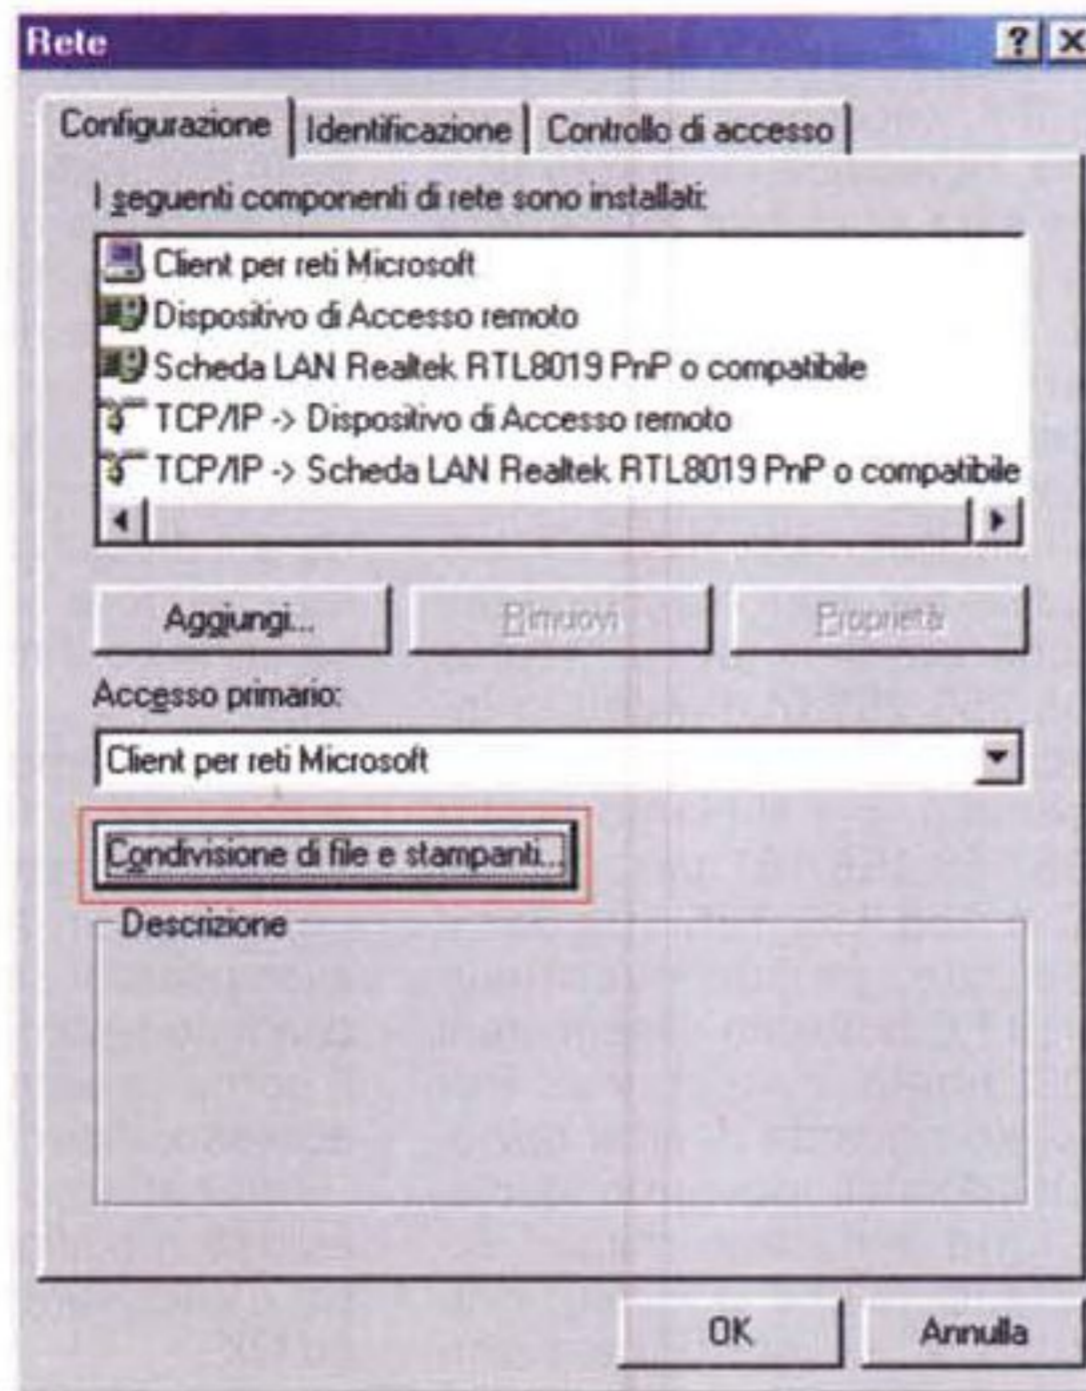 Rete
Configurazione
Identificazione
Controllo di accesso
I seguenti componenti di rete sono installati:
Client per reti Microsoft
Dispositivo di Accesso remoto
Scheda LAN Realtek RTL8019 PnP o compatibile
TCP/IP -> Dispositivo di Accesso remoto
TCP/IP -> Scheda LAN Realtek RTL8019 PnP o compatibile
Aggiungi...
Rimuovi
Proprietà
Accesso primario:
Client per reti Microsoft
Condivisione di file e stampanti...
Descrizione
OK
Annulla